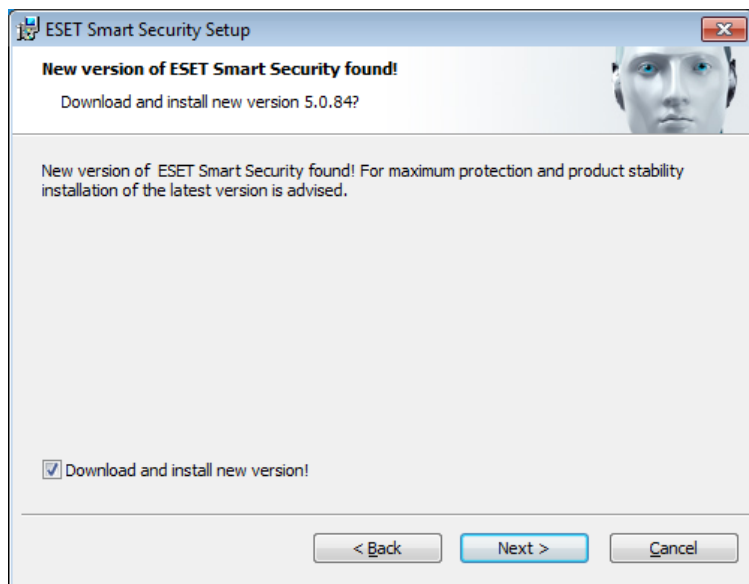 ESET Smart Security Setup
New version of ESET Smart Security found!
Download and install new version 5.0.84?
New version of  ESET Smart Security found! For maximum protection and product stability
installation of the latest version is advised.
Download and install new version!
< Back
Next >
Cancel